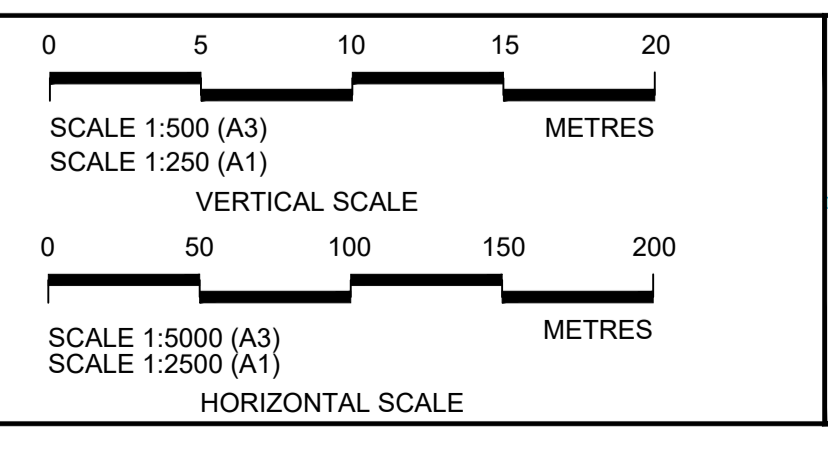 0 5 10 15 20
SCALE 1:500 (A3) METRES
SCALE 1:250 (A1)
VERTICAL SCALE
0 50 100 150 200
SCALE 1:5000 (A3) METRES
SCALE 1:2500 (A1)
HORIZONTAL SCALE